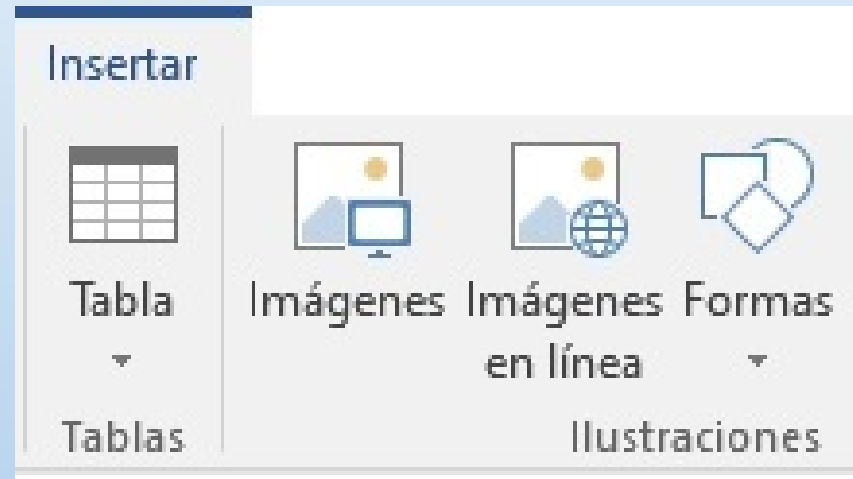 Insertar
Tabla
Imágenes
Imágenes en línea
Formas
Tablas
Ilustraciones